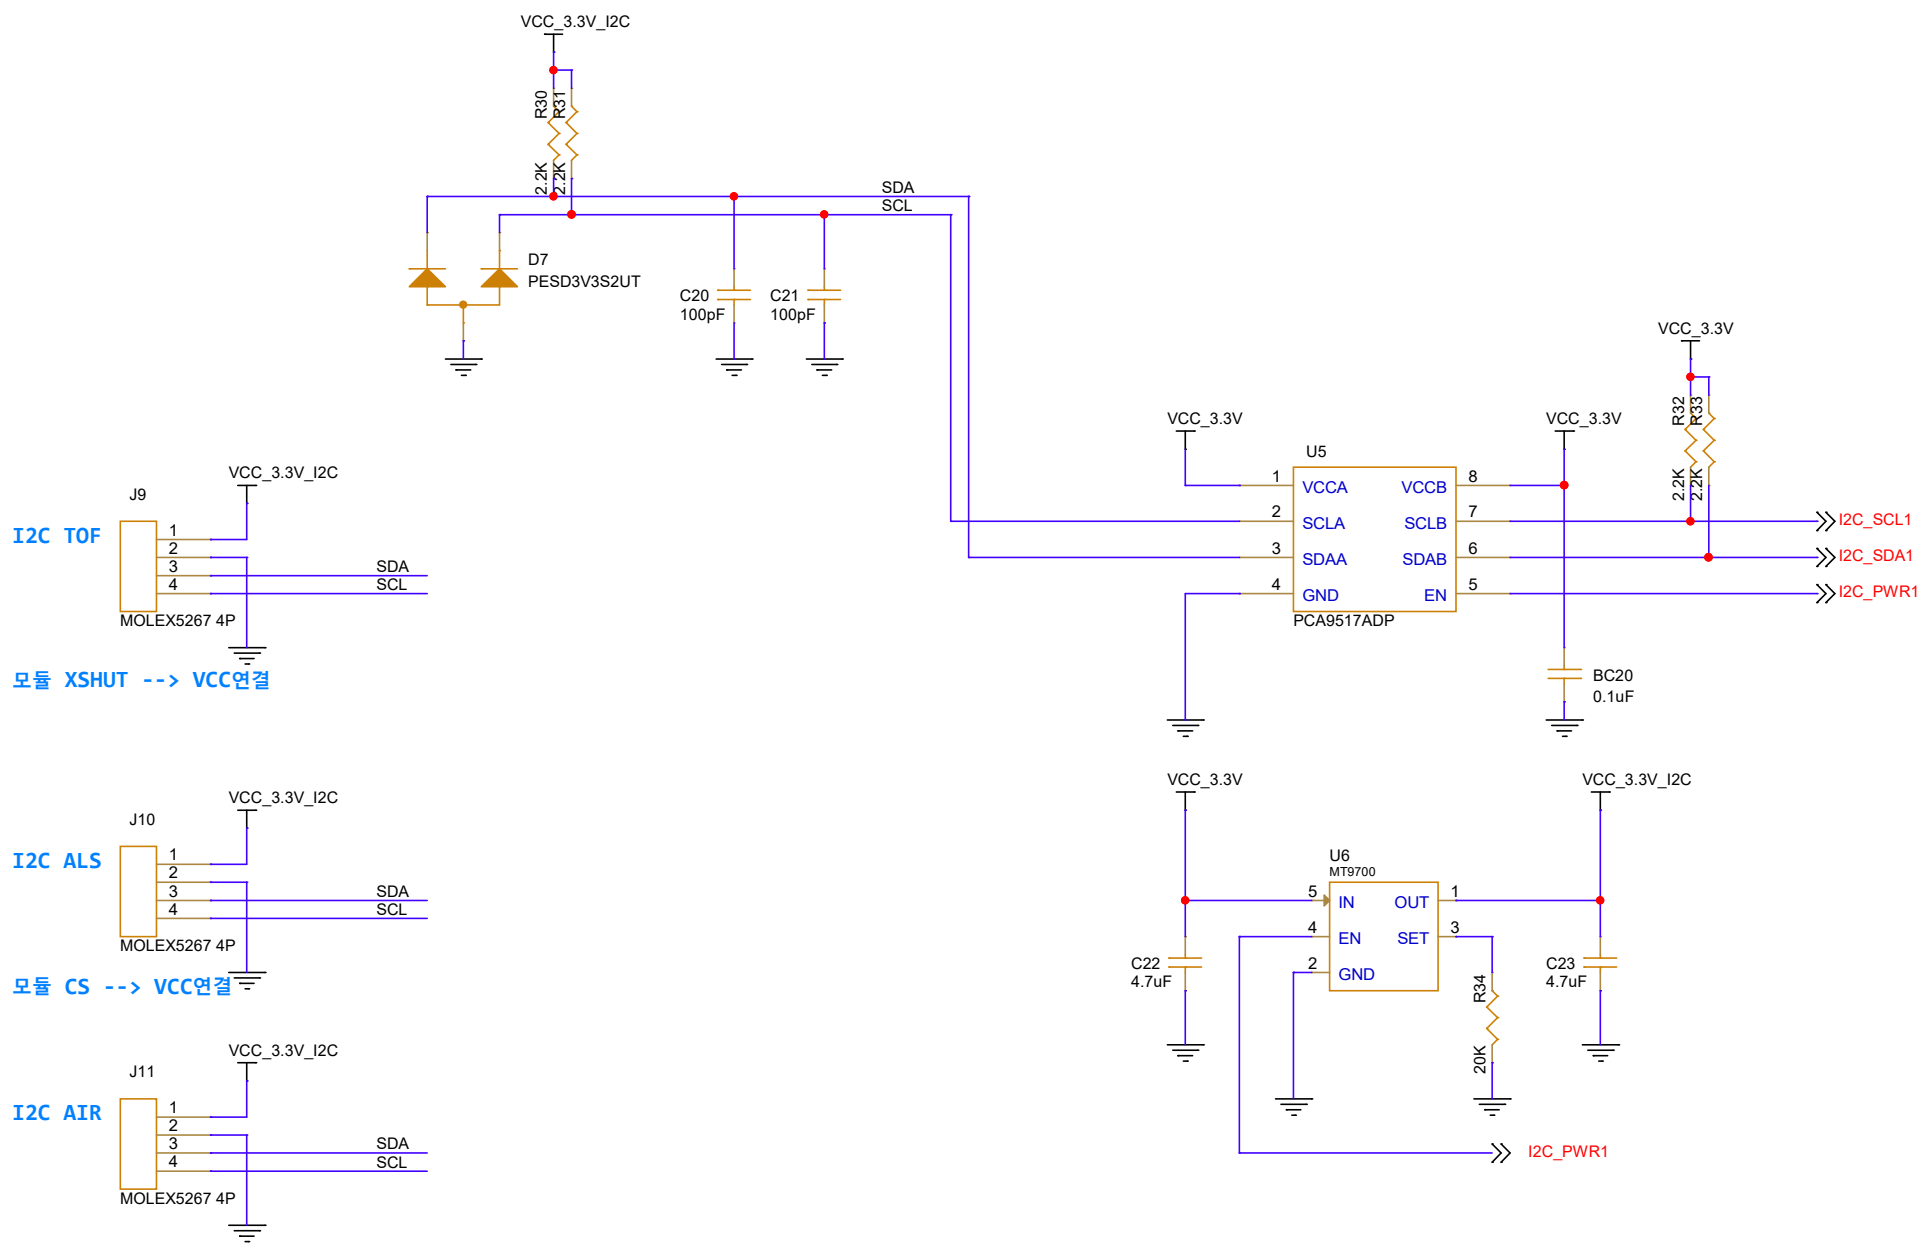 VCC_3.3V_I2C
R30
R31
2.2K
2.2K
SDA
SCL
D7
PESD3V3S2UT
C20
100pF
C21
100pF
VCC_3.3V
R32
R33
2.2K
2.2K
VCC_3.3V
VCC_3.3V
U5
1 VCCA VCCB 8
2 SCLA SCLB 7
3 SDAA SDAB 6
4 GND EN 5
PCA9517ADP
I2C_SCL1
I2C_SDA1
I2C_PWR1
BC20
0.1uF
VCC_3.3V_I2C
J9
I2C TOF
1
2
3 SDA
4 SCL
MOLEX5267 4P
모듈 XSHUT --> VCC연결
VCC_3.3V_I2C
J10
I2C ALS
1
2
3 SDA
4 SCL
MOLEX5267 4P
모듈 CS --> VCC연결
VCC_3.3V_I2C
J11
I2C AIR
1
2
3 SDA
4 SCL
MOLEX5267 4P
VCC_3.3V
VCC_3.3V_I2C
U6
MT9700
5 IN OUT 1
4 EN SET 3
2 GND
C22
4.7uF
R34
20K
C23
4.7uF
I2C_PWR1